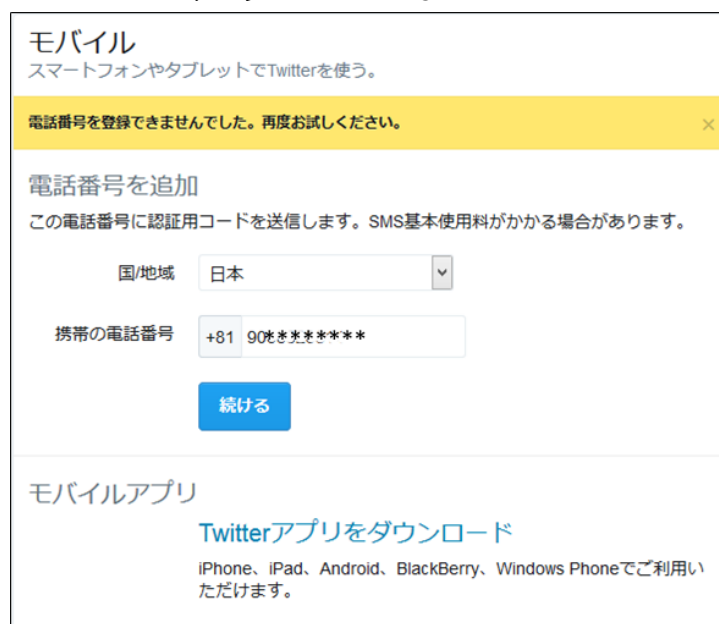 モバイル
スマートフォンやタブレットでTwitterを使う。
電話番号を登録できませんでした。再度お試しください。 ×
電話番号を追加
この電話番号に認証用コードを送信します。SMS基本使用料がかかる場合があります。
国/地域 日本
携帯の電話番号 +81 90********
続ける
モバイルアプリ
Twitterアプリをダウンロード
iPhone、iPad、Android、BlackBerry、Windows Phoneでご利用い
ただけます。